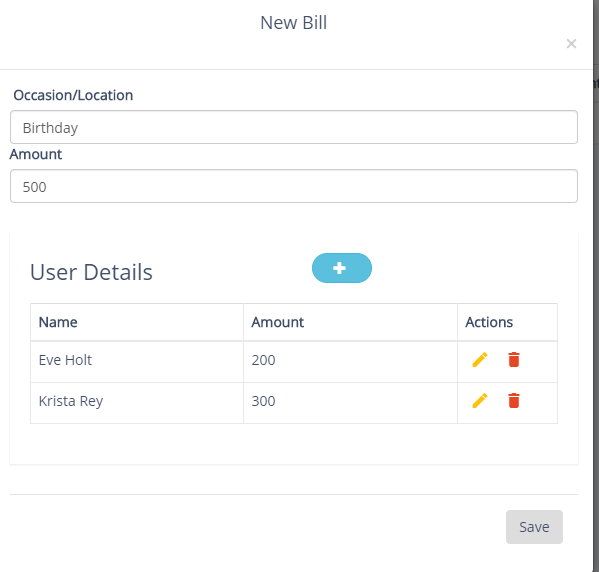 New Bill
×
Occasion/Location
Birthday
Amount
500
User Details
Name Amount Actions
Eve Holt 200
Krista Rey 300
Save